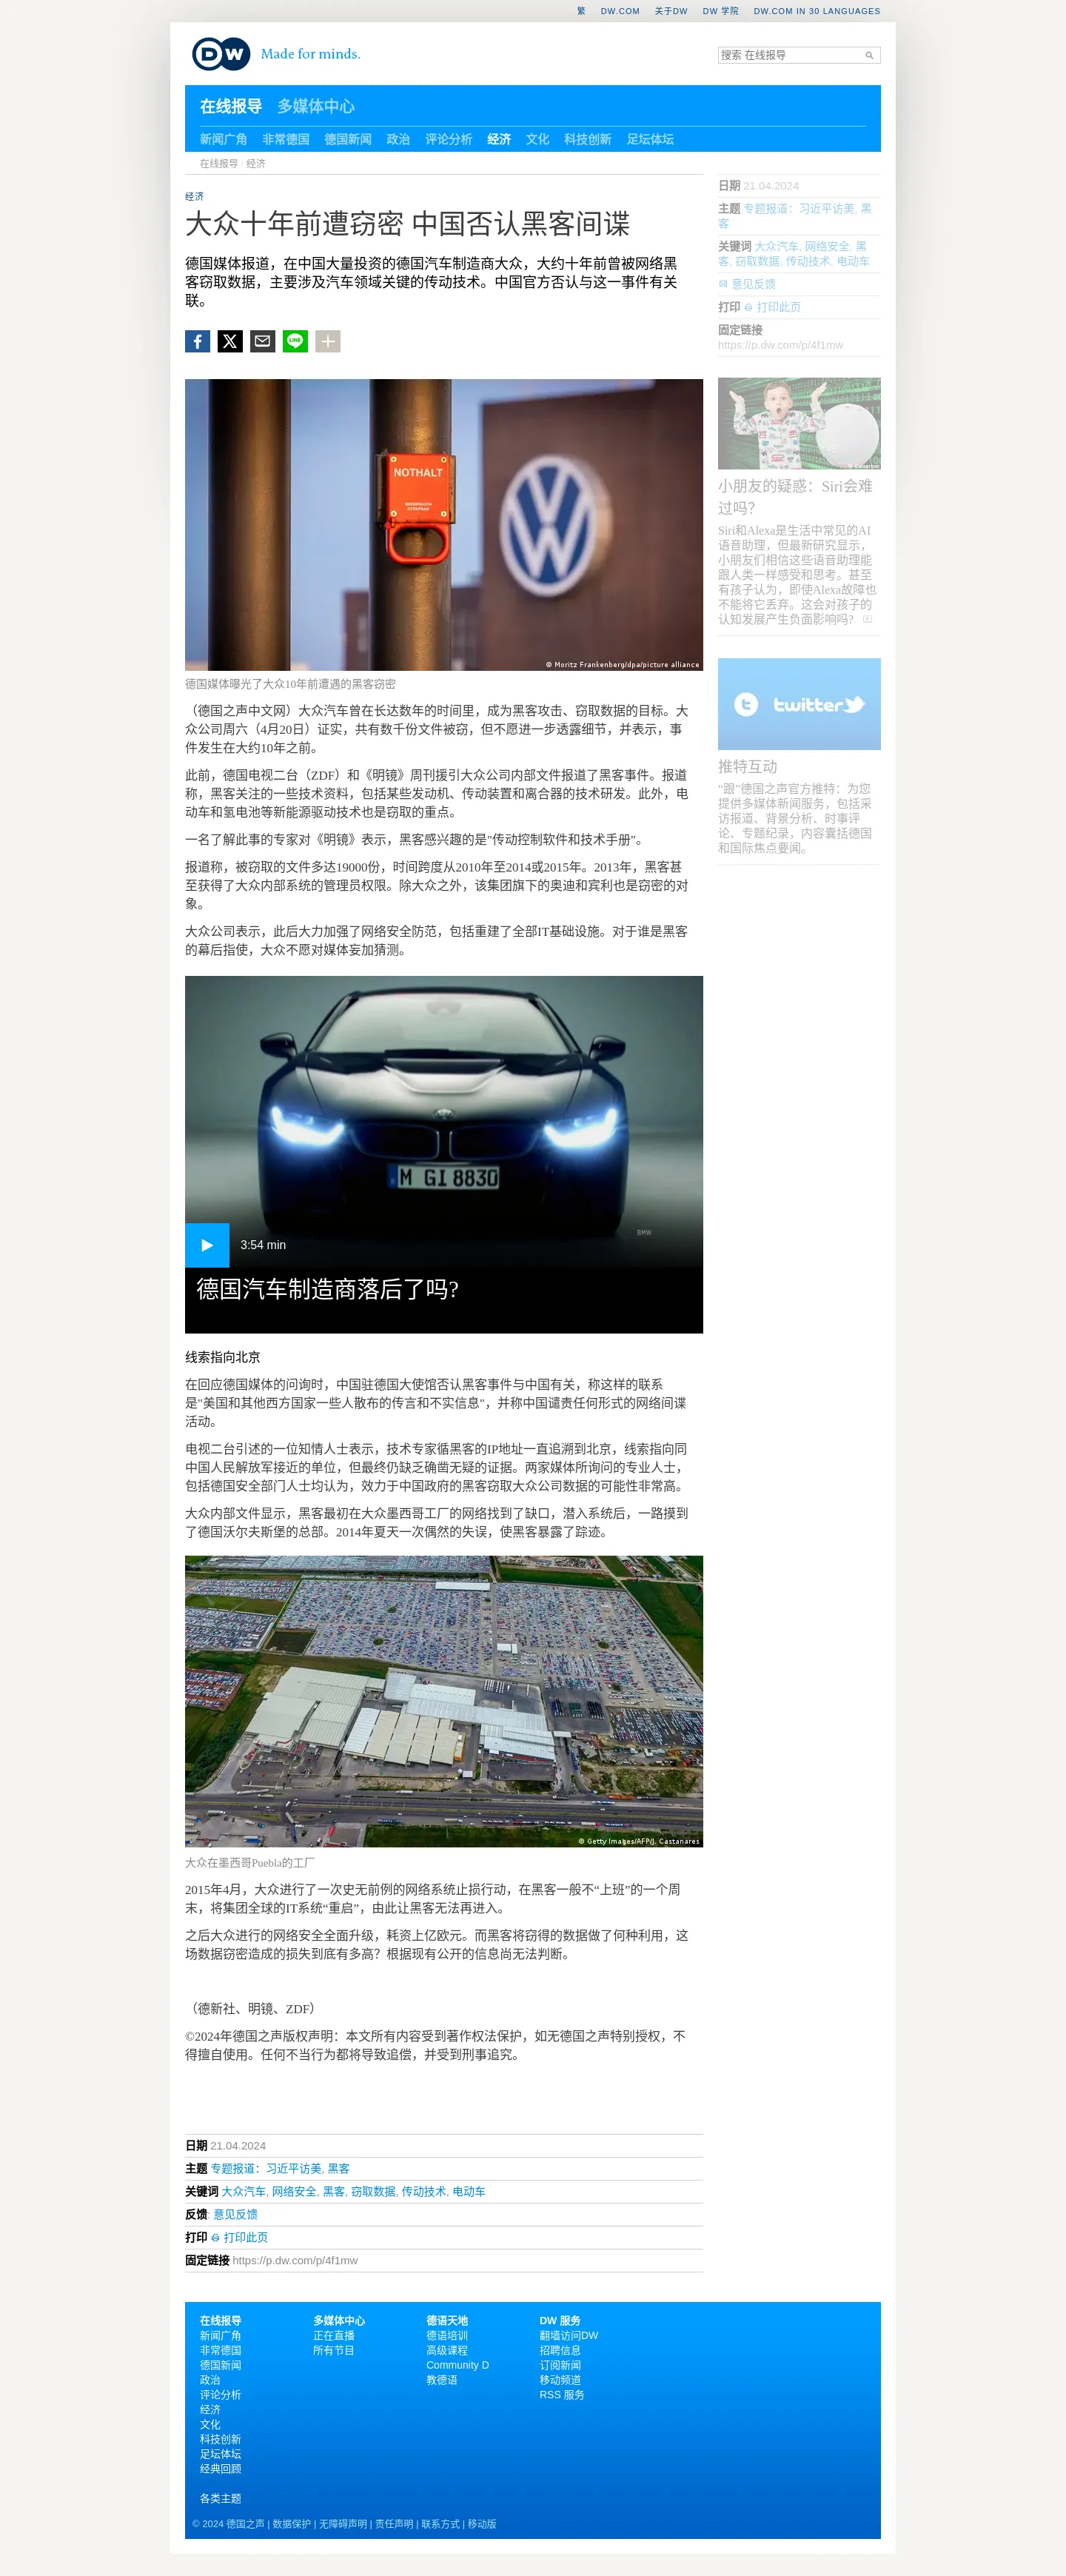 繁 DW.COM 关于DW DW 学院 DW.COM IN 30 LANGUAGES
DW Made for minds.
搜索 在线报导
在线报导 多媒体中心
新闻广角 非常德国 德国新闻 政治 评论分析 经济 文化 科技创新 足坛体坛
在线报导 / 经济
经济
大众十年前遭窃密 中国否认黑客间谍
德国媒体报道，在中国大量投资的德国汽车制造商大众，大约十年前曾被网络黑
客窃取数据，主要涉及汽车领域关键的传动技术。中国官方否认与这一事件有关
联。
LINE
NOTHALT
MISSBRAUCH
STRAFBAR
© Moritz Frankenberg/dpa/picture alliance
德国媒体曝光了大众10年前遭遇的黑客窃密
（德国之声中文网）大众汽车曾在长达数年的时间里，成为黑客攻击、窃取数据的目标。大
众公司周六（4月20日）证实，共有数千份文件被窃，但不愿进一步透露细节，并表示，事
件发生在大约10年之前。
此前，德国电视二台（ZDF）和《明镜》周刊援引大众公司内部文件报道了黑客事件。报道
称，黑客关注的一些技术资料，包括某些发动机、传动装置和离合器的技术研发。此外，电
动车和氢电池等新能源驱动技术也是窃取的重点。
一名了解此事的专家对《明镜》表示，黑客感兴趣的是"传动控制软件和技术手册"。
报道称，被窃取的文件多达19000份，时间跨度从2010年至2014或2015年。2013年，黑客甚
至获得了大众内部系统的管理员权限。除大众之外，该集团旗下的奥迪和宾利也是窃密的对
象。
大众公司表示，此后大力加强了网络安全防范，包括重建了全部IT基础设施。对于谁是黑客
的幕后指使，大众不愿对媒体妄加猜测。
M GI 8830
BMW
3:54 min
德国汽车制造商落后了吗?
线索指向北京
在回应德国媒体的问询时，中国驻德国大使馆否认黑客事件与中国有关，称这样的联系
是"美国和其他西方国家一些人散布的传言和不实信息"，并称中国谴责任何形式的网络间谍
活动。
电视二台引述的一位知情人士表示，技术专家循黑客的IP地址一直追溯到北京，线索指向同
中国人民解放军接近的单位，但最终仍缺乏确凿无疑的证据。两家媒体所询问的专业人士，
包括德国安全部门人士均认为，效力于中国政府的黑客窃取大众公司数据的可能性非常高。
大众内部文件显示，黑客最初在大众墨西哥工厂的网络找到了缺口，潜入系统后，一路摸到
了德国沃尔夫斯堡的总部。2014年夏天一次偶然的失误，使黑客暴露了踪迹。
© Getty Images/AFP/J. Castanares
大众在墨西哥Puebla的工厂
2015年4月，大众进行了一次史无前例的网络系统止损行动，在黑客一般不“上班”的一个周
末，将集团全球的IT系统“重启”，由此让黑客无法再进入。
之后大众进行的网络安全全面升级，耗资上亿欧元。而黑客将窃得的数据做了何种利用，这
场数据窃密造成的损失到底有多高？根据现有公开的信息尚无法判断。
（德新社、明镜、ZDF）
©2024年德国之声版权声明：本文所有内容受到著作权法保护，如无德国之声特别授权，不
得擅自使用。任何不当行为都将导致追偿，并受到刑事追究。
日期 21.04.2024
主题 专题报道：习近平访美, 黑客
关键词 大众汽车, 网络安全, 黑客, 窃取数据, 传动技术, 电动车
反馈: 意见反馈
打印 打印此页
固定链接 https://p.dw.com/p/4f1mw
日期 21.04.2024
主题 专题报道：习近平访美, 黑
客
关键词 大众汽车, 网络安全, 黑
客, 窃取数据, 传动技术, 电动车
意见反馈
打印 打印此页
固定链接
https://p.dw.com/p/4f1mw
小朋友的疑惑：Siri会难
过吗？
Siri和Alexa是生活中常见的AI
语音助理，但最新研究显示，
小朋友们相信这些语音助理能
跟人类一样感受和思考。甚至
有孩子认为，即使Alexa故障也
不能将它丢弃。这会对孩子的
认知发展产生负面影响吗?
twitter
推特互动
“跟”德国之声官方推特：为您
提供多媒体新闻服务，包括采
访报道、背景分析、时事评
论、专题纪录，内容囊括德国
和国际焦点要闻。
在线报导
新闻广角
非常德国
德国新闻
政治
评论分析
经济
文化
科技创新
足坛体坛
经典回顾
各类主题
多媒体中心
正在直播
所有节目
德语天地
德语培训
高级课程
Community D
教德语
DW 服务
翻墙访问DW
招聘信息
订阅新闻
移动频道
RSS 服务
© 2024 德国之声 | 数据保护 | 无障碍声明 | 责任声明 | 联系方式 | 移动版